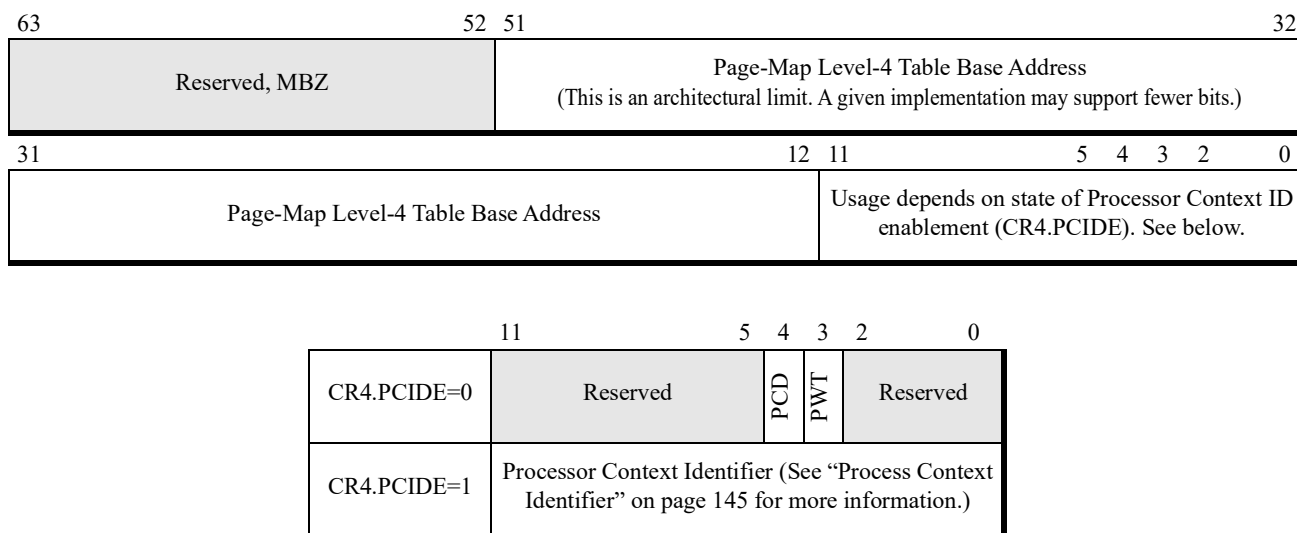 63 52 51 32
Reserved, MBZ
Page-Map Level-4 Table Base Address
(This is an architectural limit. A given implementation may support fewer bits.)
31 12 11 5 4 3 2 0
Page-Map Level-4 Table Base Address
Usage depends on state of Processor Context ID
enablement (CR4.PCIDE). See below.
11 5 4 3 2 0
CR4.PCIDE=0 Reserved PCD PWT Reserved
CR4.PCIDE=1
Processor Context Identifier (See “Process Context
Identifier” on page 145 for more information.)